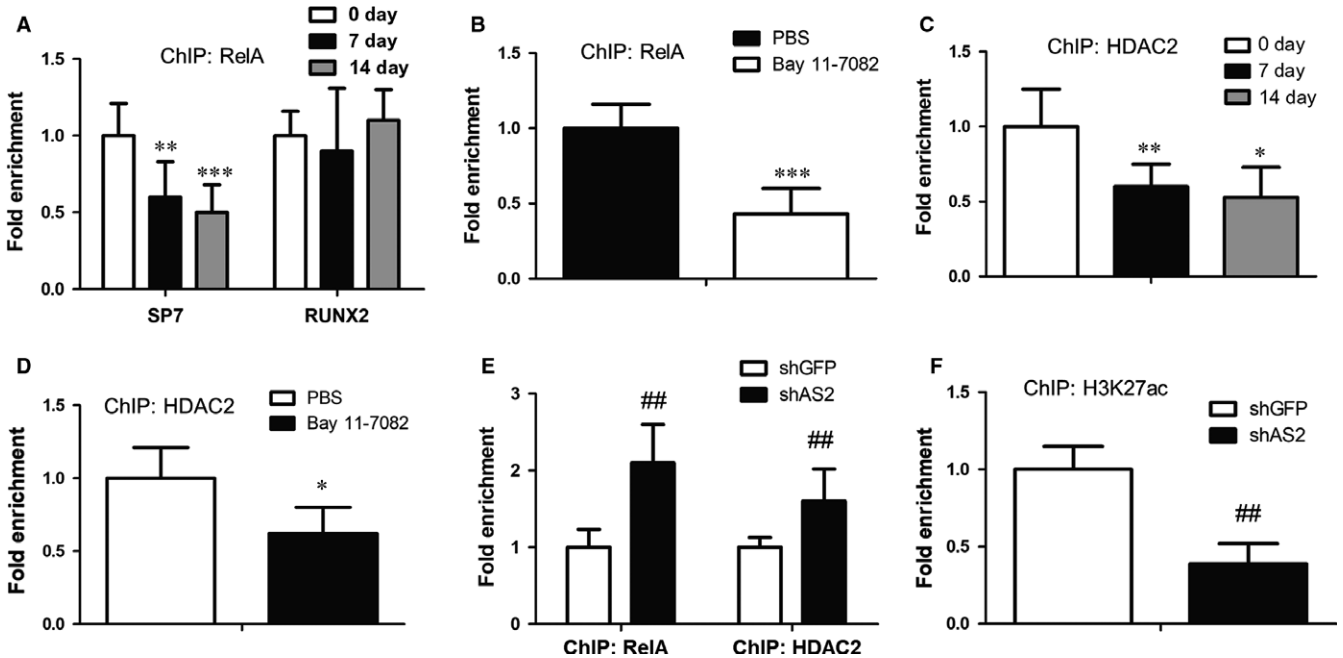 A
ChIP: RelA
0 day
7 day
14 day
Fold enrichment
1.5
1.0
0.5
0.0
**
***
SP7
RUNX2
B
ChIP: RelA
PBS
Bay 11-7082
Fold enrichment
1.5
1.0
0.5
0.0
***
C
ChIP: HDAC2
0 day
7 day
14 day
Fold enrichment
1.5
1.0
0.5
0.0
**
*
D
ChIP: HDAC2
PBS
Bay 11-7082
Fold enrichment
1.5
1.0
0.5
0.0
*
E
shGFP
shAS2
Fold enrichment
3
2
1
0
##
##
ChIP: RelA
ChIP: HDAC2
F
ChIP: H3K27ac
shGFP
shAS2
Fold enrichment
1.5
1.0
0.5
0.0
##